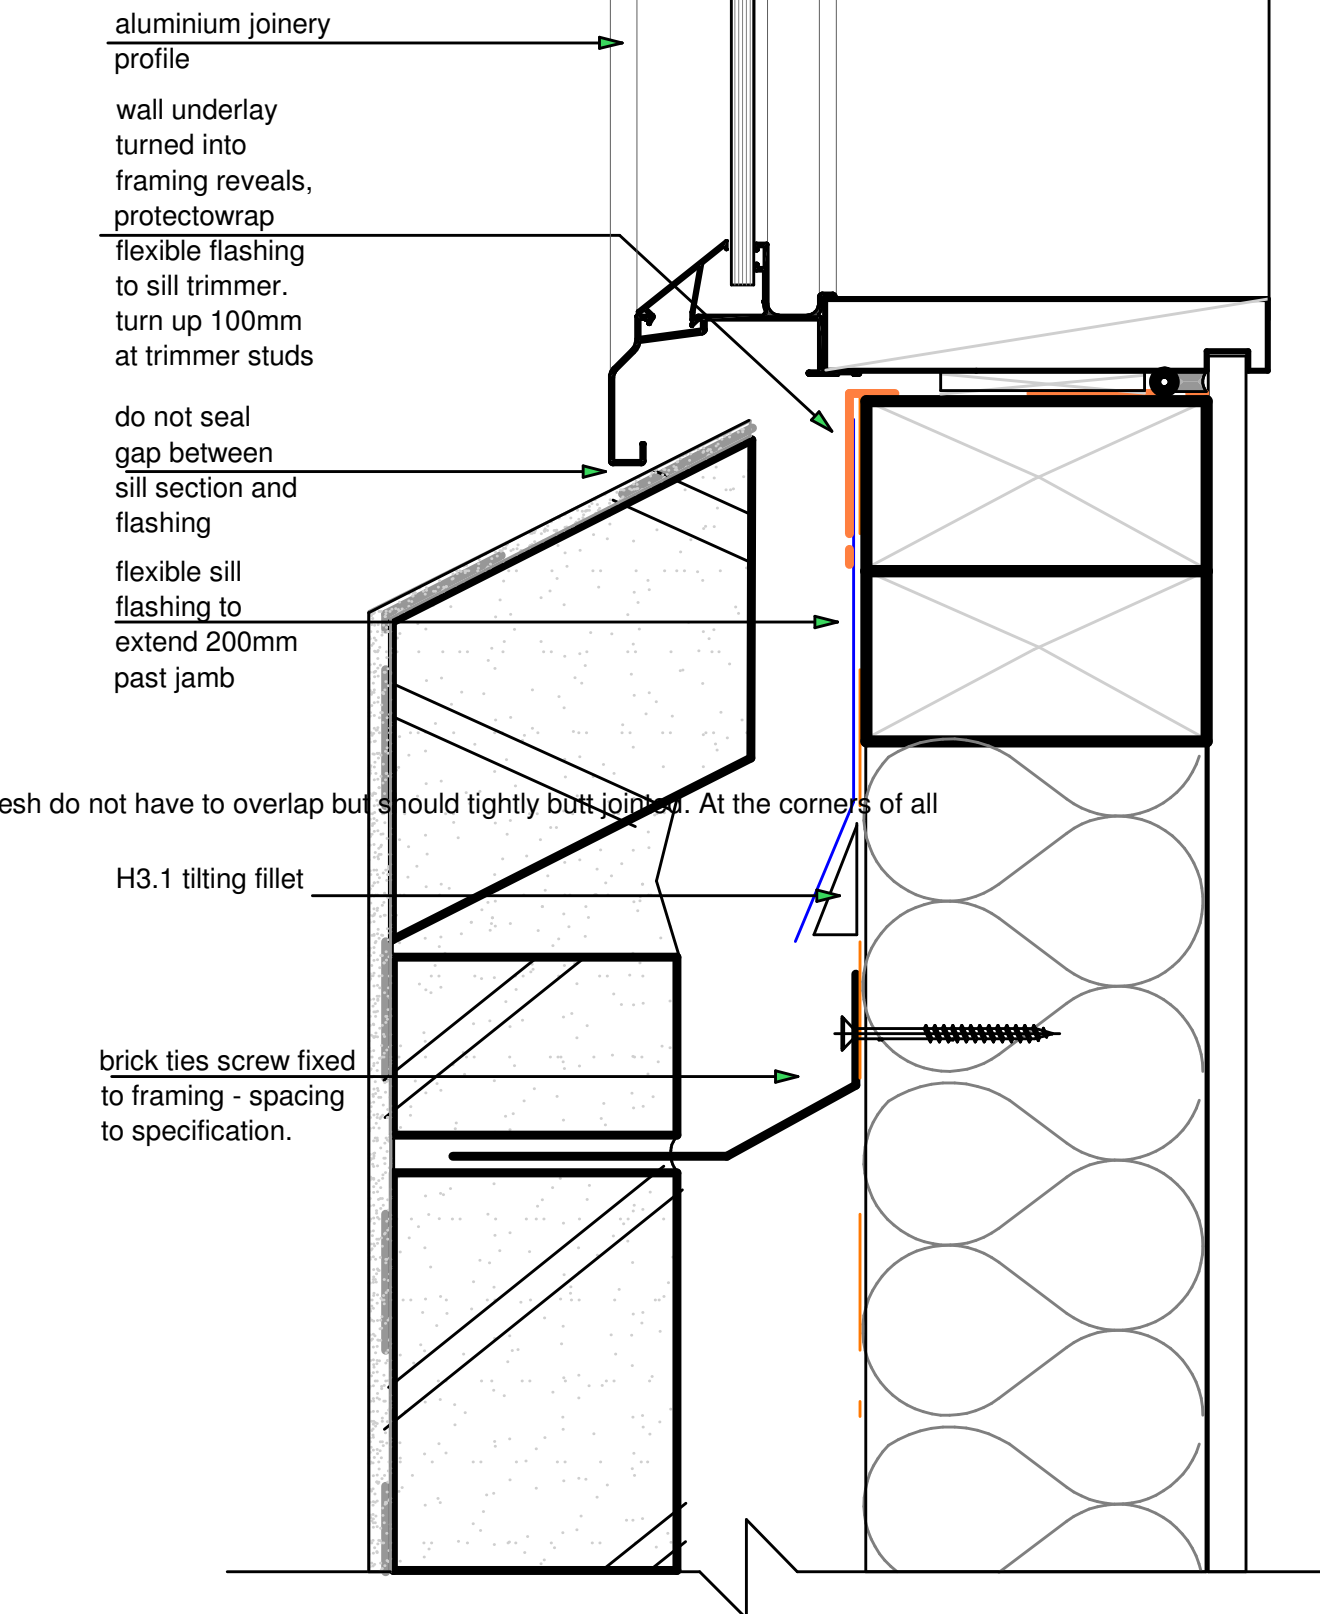 aluminium joinery
profile
wall underlay
turned into
framing reveals,
protectowrap
flexible flashing
to sill trimmer.
turn up 100mm
at trimmer studs
do not seal
gap between
sill section and
flashing
flexible sill
flashing to
extend 200mm
past jamb
esh do not have to overlap but should tightly butt jointed. At the corners of all
H3.1 tilting fillet
brick ties screw fixed
to framing - spacing
to specification.